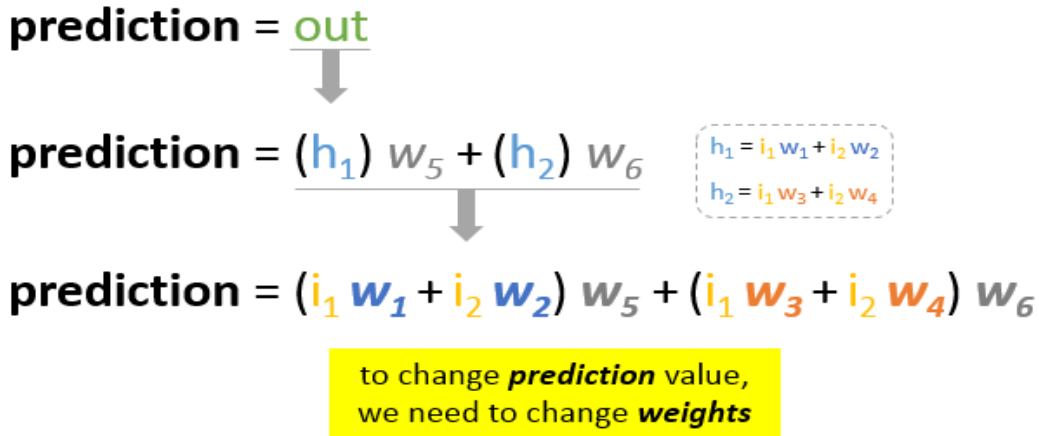 prediction = out
prediction = (h₁) w₅ + (h₂) w₆
h₁ = i₁ w₁ + i₂ w₂
h₂ = i₁ w₃ + i₂ w₄
prediction = (i₁ w₁ + i₂ w₂) w₅ + (i₁ w₃ + i₂ w₄) w₆
to change prediction value,
we need to change weights